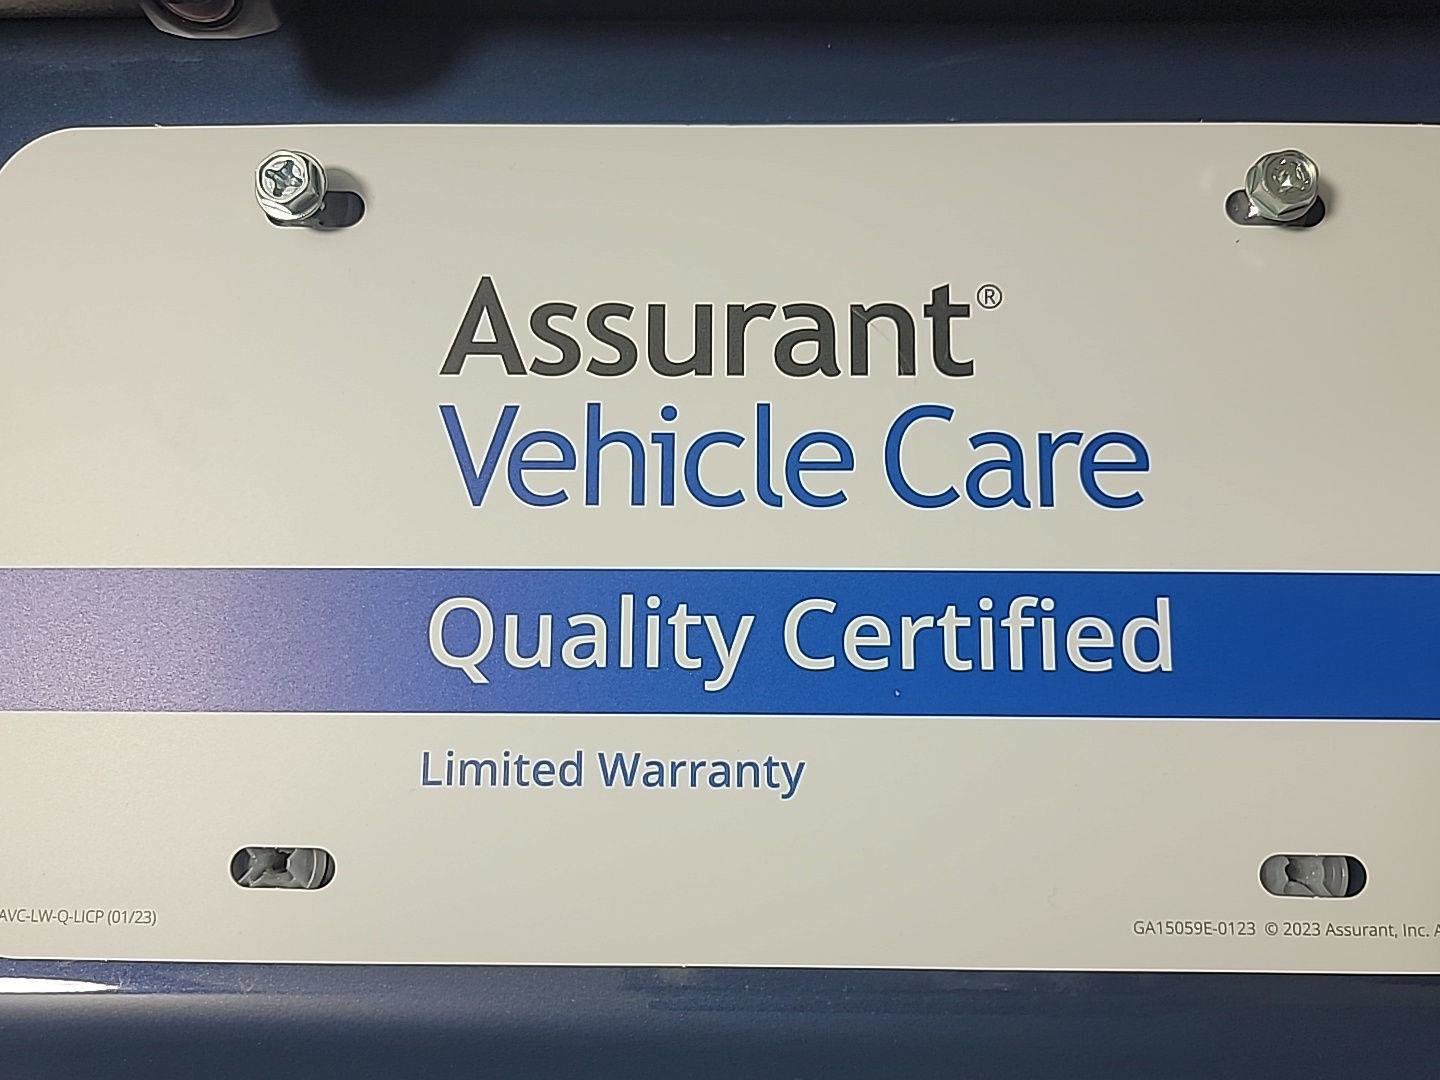 Assurant®
Vehicle Care
Quality Certified
Limited Warranty
AVC-LW-Q-LICP (01/23)
GA15059E-0123 © 2023 Assurant, Inc.